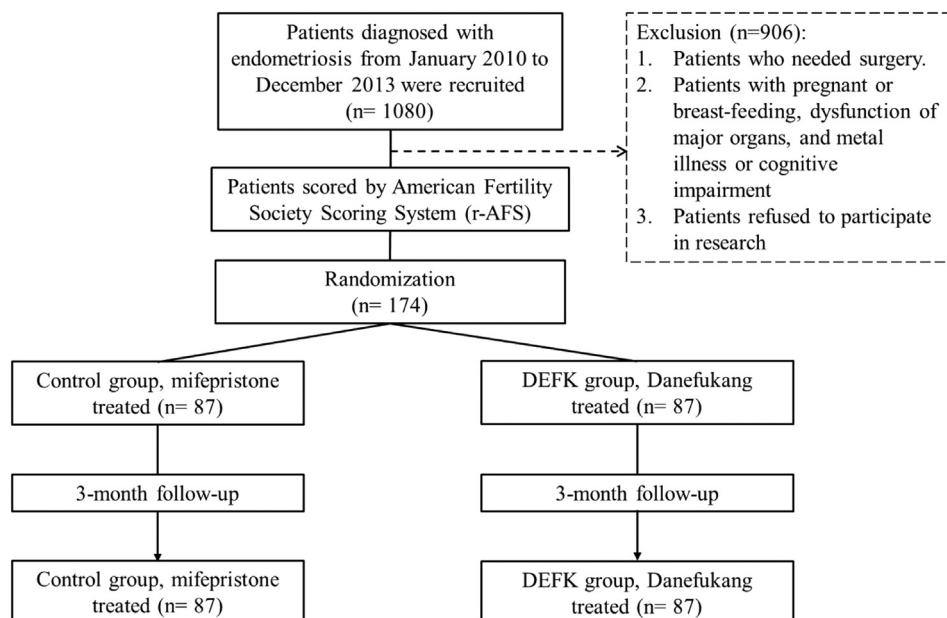 Patients diagnosed with
endometriosis from January 2010 to
December 2013 were recruited
(n= 1080)
Exclusion (n=906):
1. Patients who needed surgery.
2. Patients with pregnant or
breast-feeding, dysfunction of
major organs, and metal
illness or cognitive
impairment
3. Patients refused to participate
in research
Patients scored by American Fertility
Society Scoring System (r-AFS)
Randomization
(n= 174)
Control group, mifepristone
treated (n= 87)
DEFK group, Danefukang
treated (n= 87)
3-month follow-up
3-month follow-up
Control group, mifepristone
treated (n= 87)
DEFK group, Danefukang
treated (n= 87)